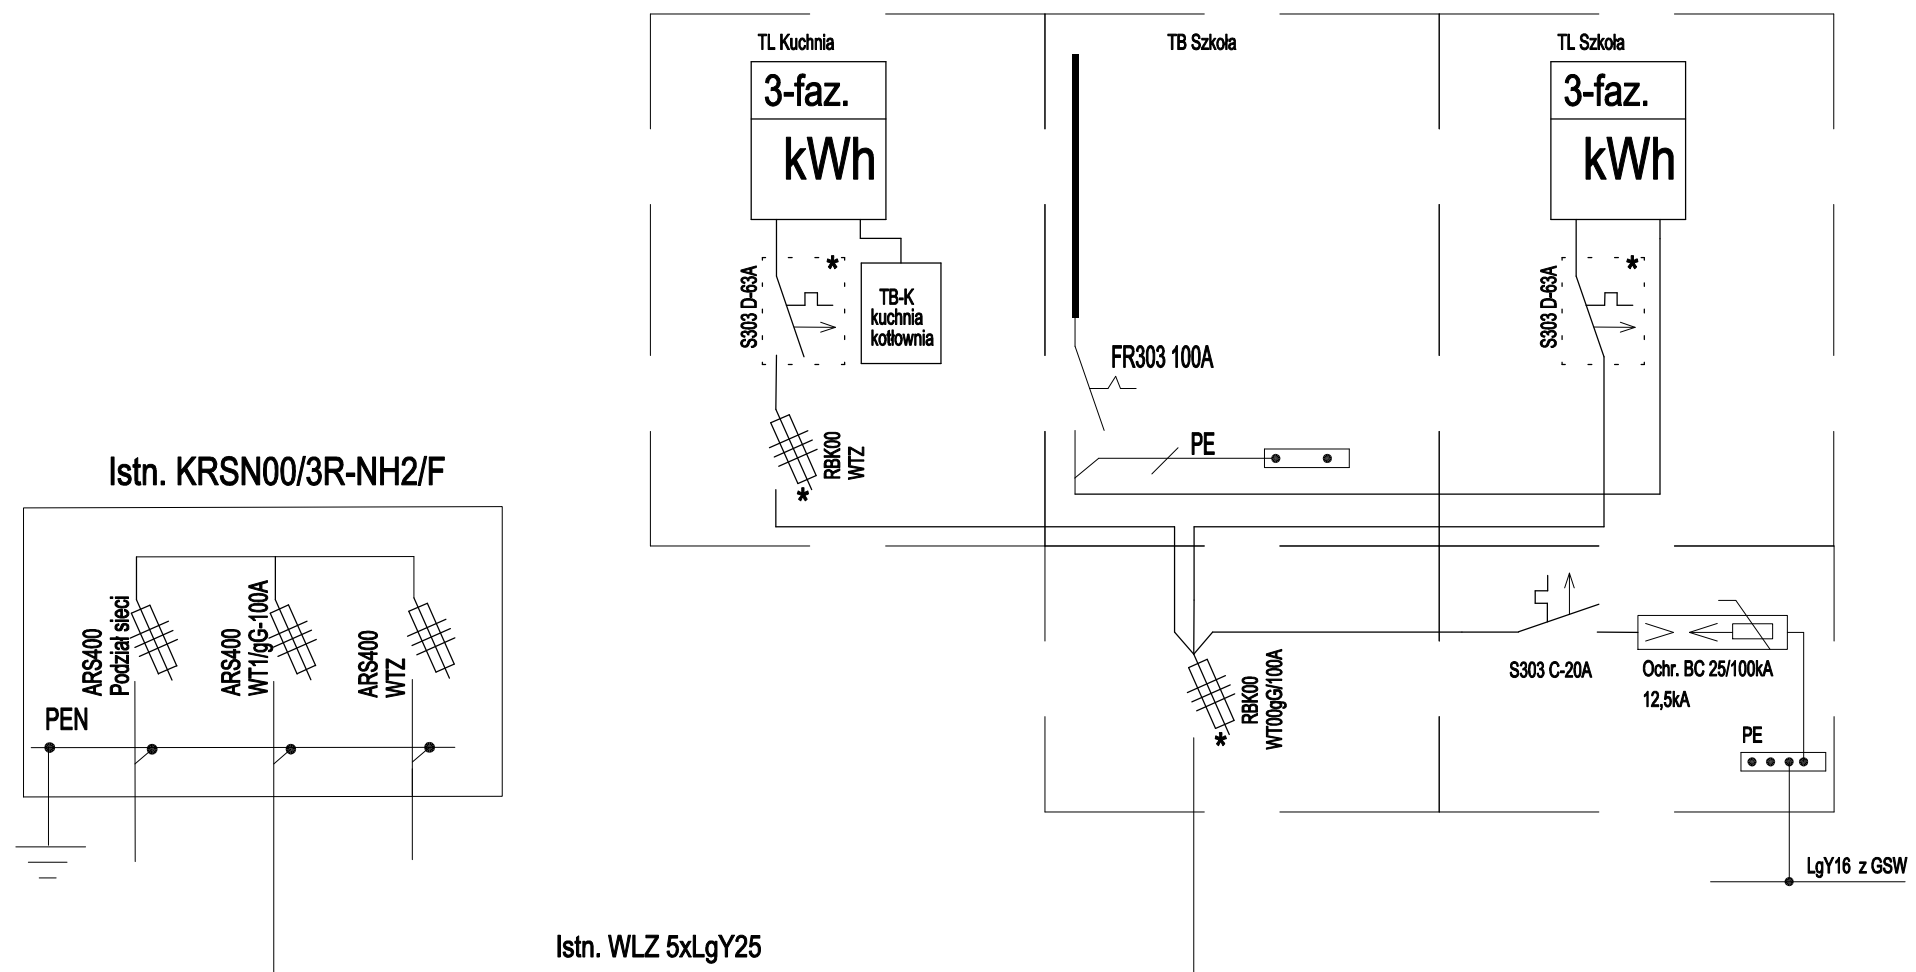 TL Kuchnia
TB Szkoła
TL Szkoła
3-faz.
kWh
3-faz.
kWh
S303 D-63A
*
TB-K
kuchnia
kotłownia
S303 D-63A
*
FR303 100A
RBK00
WTZ
*
PE
Istn. KRSN00/3R-NH2/F
ARS400
Podział sieci
ARS400
WT1/gG-100A
ARS400
WTZ
PEN
RBK00
WT00gG/100A
*
S303 C-20A
Ochr. BC 25/100kA
12,5kA
PE
LgY16 z GSW
Istn. WLZ 5xLgY25